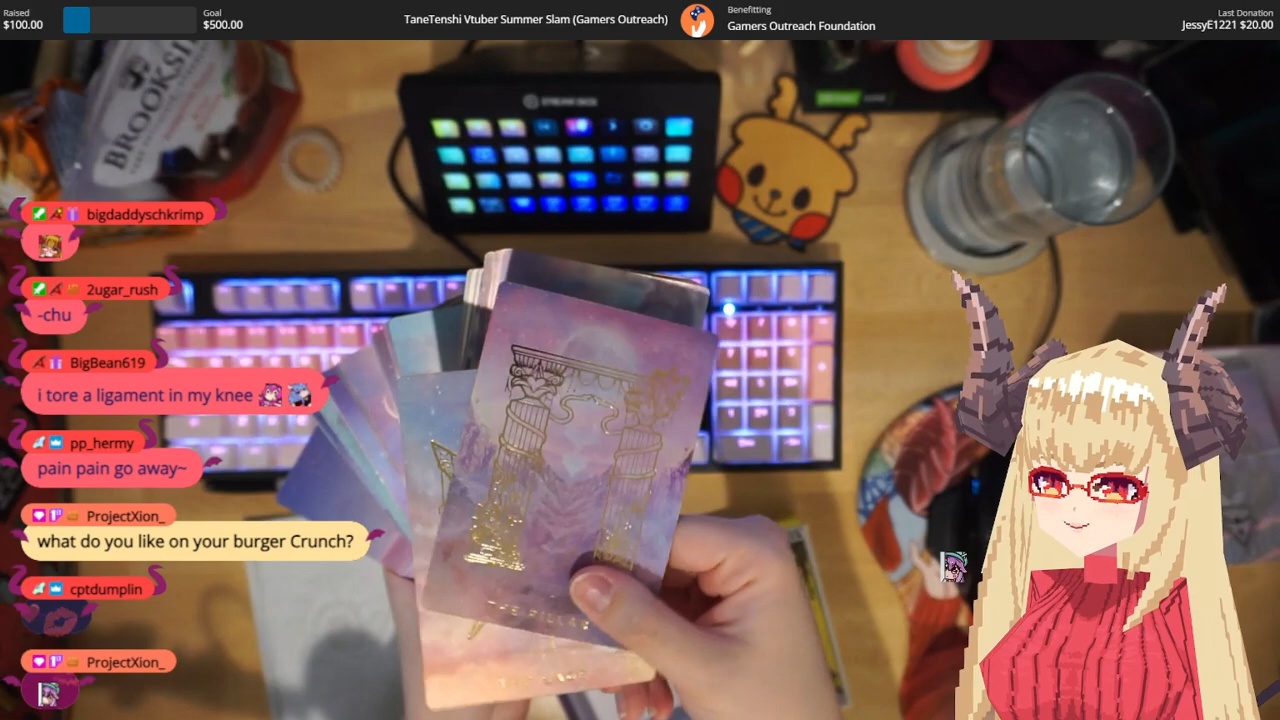 Raised
$100.00
Goal
$500.00
TaneTenshi Vtuber Summer Slam (Gamers Outreach)
Benefitting
Gamers Outreach Foundation
Last Donation
JessyE1221 $20.00
STREAM DECK
bigdaddyschkrimp
2ugar_rush
-chu
BigBean619
i tore a ligament in my knee
pp_hermy
pain pain go away~
ProjectXion_
what do you like on your burger Crunch?
cptdumplin
ProjectXion_
THE PILLAR